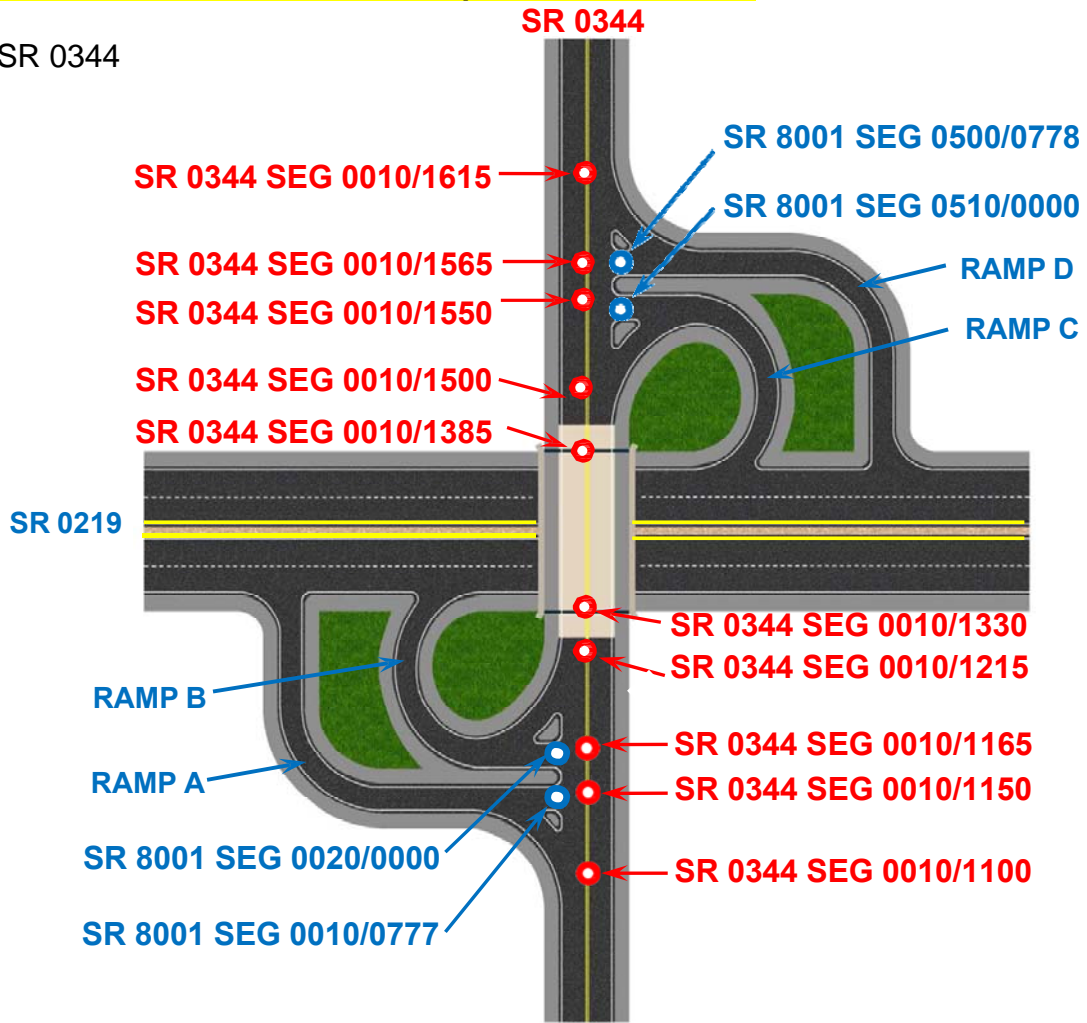 SR 0344
SR 0344
SR 8001 SEG 0500/0778
SR 0344 SEG 0010/1615
SR 8001 SEG 0510/0000
SR 0344 SEG 0010/1565
RAMP D
SR 0344 SEG 0010/1550
RAMP C
SR 0344 SEG 0010/1500
SR 0344 SEG 0010/1385
SR 0219
SR 0344 SEG 0010/1330
SR 0344 SEG 0010/1215
RAMP B
SR 0344 SEG 0010/1165
RAMP A
SR 0344 SEG 0010/1150
SR 8001 SEG 0020/0000
SR 0344 SEG 0010/1100
SR 8001 SEG 0010/0777